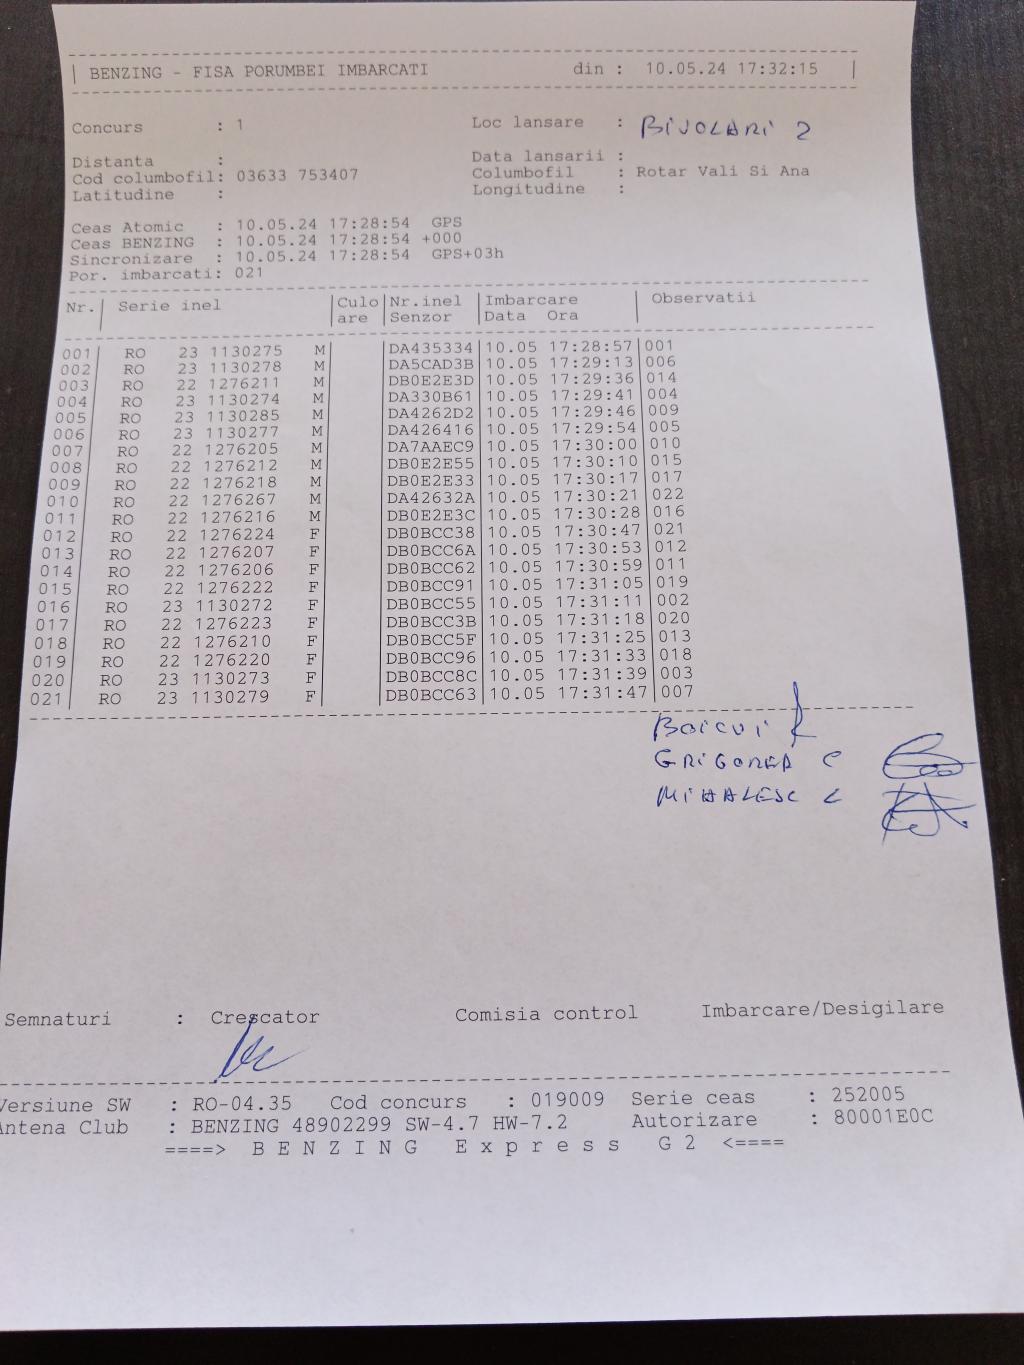 BENZING - FISA PORUMBEI IMBARCATI din : 10.05.24 17:32:15
Concurs : 1 Loc lansare : BIVOLARI 2
Distanta : Data lansarii :
Cod columbofil: 03633 753407 Columbofil : Rotar Vali Si Ana
Latitudine : Longitudine :
Ceas Atomic : 10.05.24 17:28:54 GPS
Ceas BENZING : 10.05.24 17:28:54 +000
Sincronizare : 10.05.24 17:28:54 GPS+03h
Por. imbarcati: 021
Nr. | Serie inel | Culo | Nr.inel | Imbarcare | Observatii
are | Senzor | Data Ora
001 RO 23 1130275 M DA435334 10.05 17:28:57 001
002 RO 23 1130278 M DA5CAD3B 10.05 17:29:13 006
003 RO 22 1276211 M DB0E2E3D 10.05 17:29:36 014
004 RO 23 1130274 M DA330B61 10.05 17:29:41 004
005 RO 23 1130285 M DA4262D2 10.05 17:29:46 009
006 RO 23 1130277 M DA426416 10.05 17:29:54 005
007 RO 22 1276205 M DA7AAEC9 10.05 17:30:00 010
008 RO 22 1276212 M DB0E2E55 10.05 17:30:10 015
009 RO 22 1276218 M DB0E2E33 10.05 17:30:17 017
010 RO 22 1276267 M DA42632A 10.05 17:30:21 022
011 RO 22 1276216 M DB0E2E3C 10.05 17:30:28 016
012 RO 22 1276224 F DB0BCC38 10.05 17:30:47 021
013 RO 22 1276207 F DB0BCC6A 10.05 17:30:53 012
014 RO 22 1276206 F DB0BCC62 10.05 17:30:59 011
015 RO 22 1276222 F DB0BCC91 10.05 17:31:05 019
016 RO 23 1130272 F DB0BCC55 10.05 17:31:11 002
017 RO 22 1276223 F DB0BCC3B 10.05 17:31:18 020
018 RO 22 1276210 F DB0BCC5F 10.05 17:31:25 013
019 RO 22 1276220 F DB0BCC96 10.05 17:31:33 018
020 RO 23 1130273 F DB0BCC8C 10.05 17:31:39 003
021 RO 23 1130279 F DB0BCC63 10.05 17:31:47 007
BOICUI
GRIGOREA C
Semnaturi : Crescator Comisia control Imbarcare/Desigilare
Versiune SW : RO-04.35 Cod concurs : 019009 Serie ceas : 252005
Antena Club : BENZING 48902299 SW-4.7 HW-7.2 Autorizare : 80001E0C
====> B E N Z I N G E x p r e s s G 2 <====